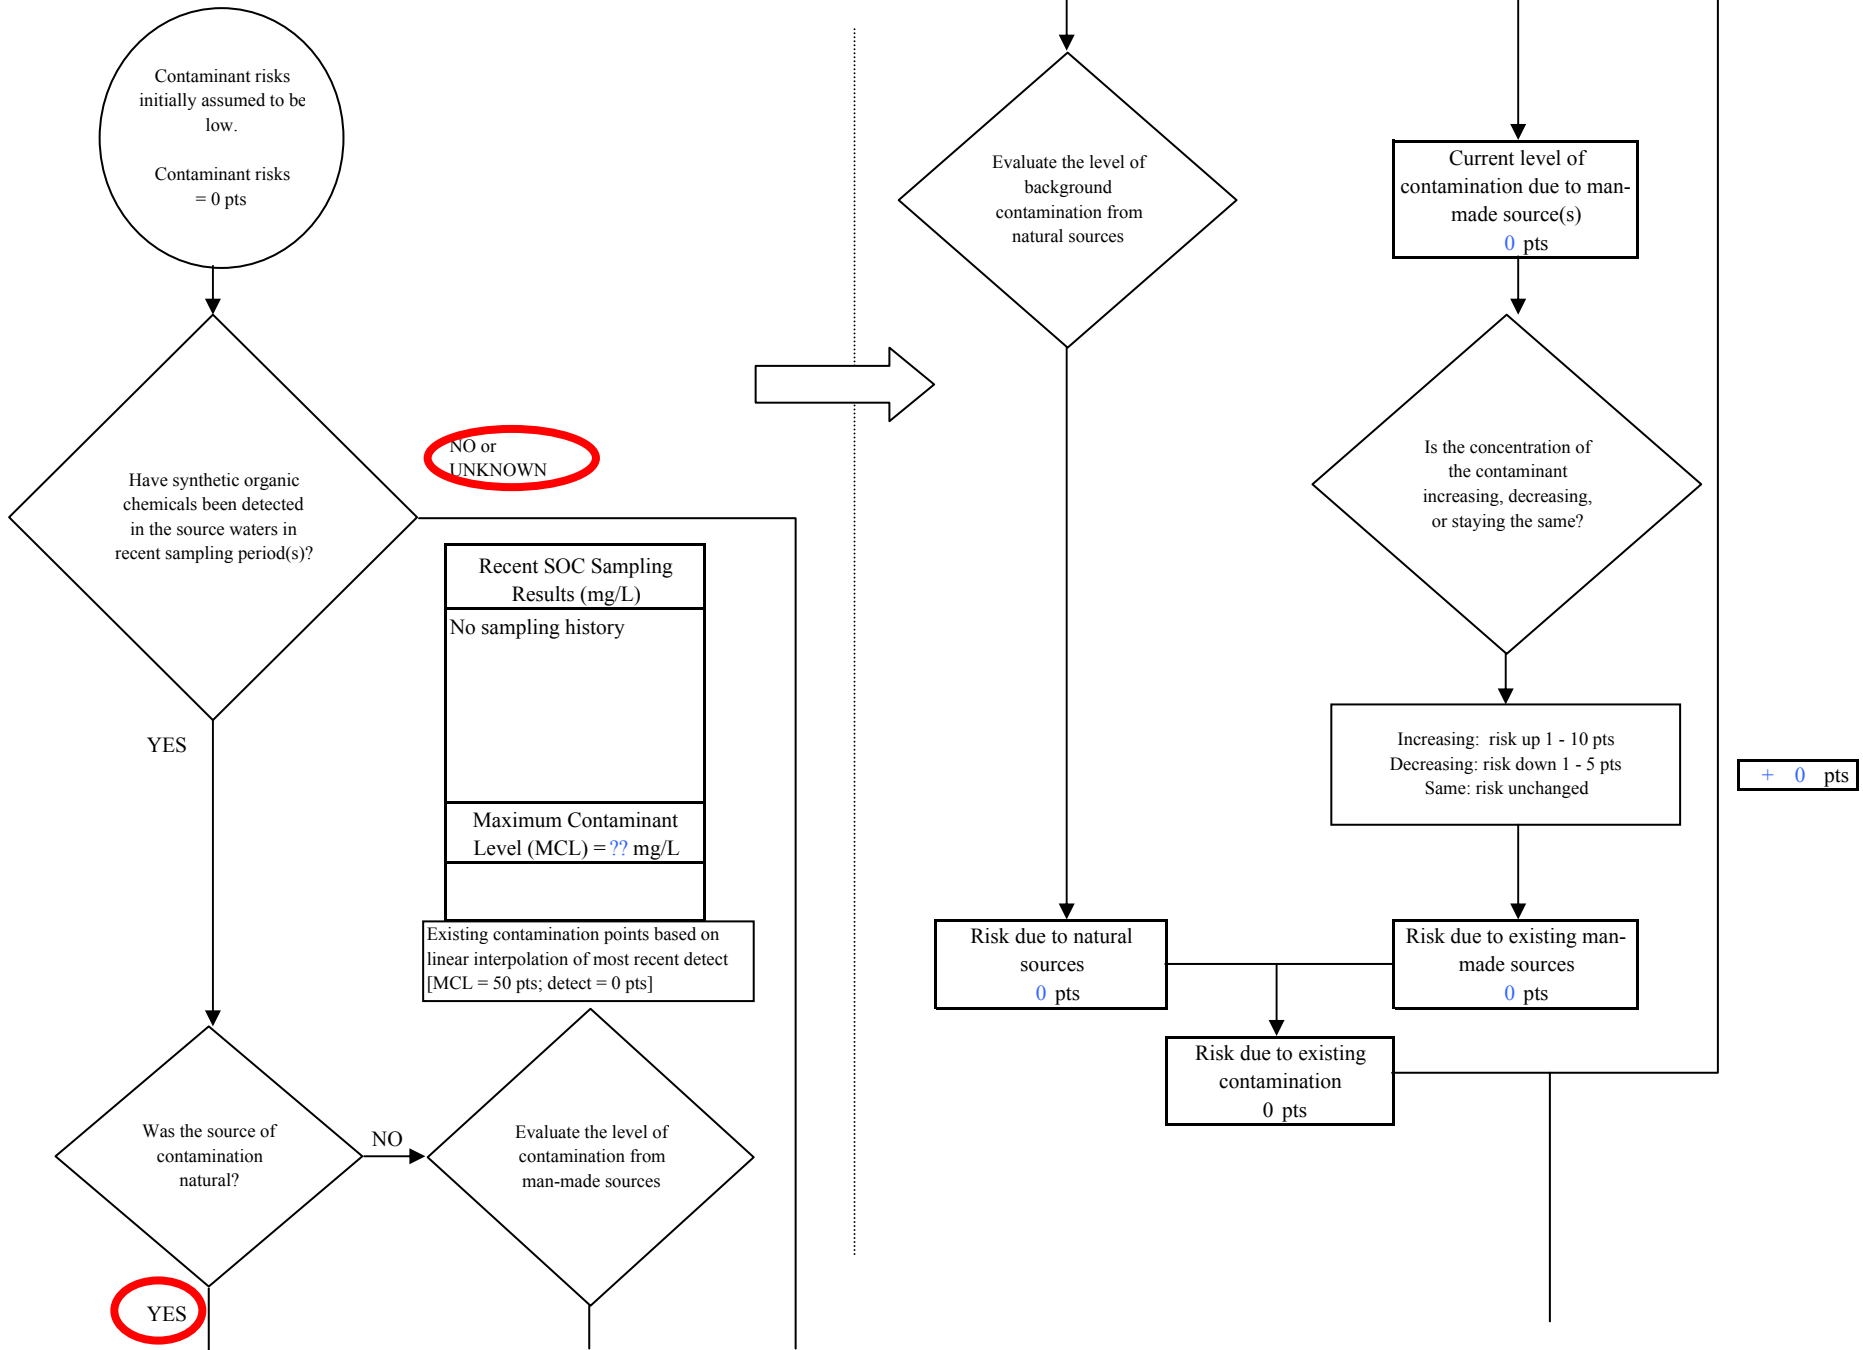 Contaminant risks
initially assumed to be
low.
Contaminant risks
= 0 pts
Have synthetic organic
chemicals been detected
in the source waters in
recent sampling period(s)?
NO or
UNKNOWN
YES
Recent SOC Sampling
Results (mg/L)
No sampling history
Maximum Contaminant
Level (MCL) = ?? mg/L
Existing contamination points based on
linear interpolation of most recent detect
[MCL = 50 pts; detect = 0 pts]
Was the source of
contamination
natural?
NO
Evaluate the level of
contamination from
man-made sources
YES
Evaluate the level of
background
contamination from
natural sources
Current level of
contamination due to man-
made source(s)
0 pts
Is the concentration of
the contaminant
increasing, decreasing,
or staying the same?
Increasing: risk up 1 - 10 pts
Decreasing: risk down 1 - 5 pts
Same: risk unchanged
+ 0 pts
Risk due to natural
sources
0 pts
Risk due to existing man-
made sources
0 pts
Risk due to existing
contamination
0 pts